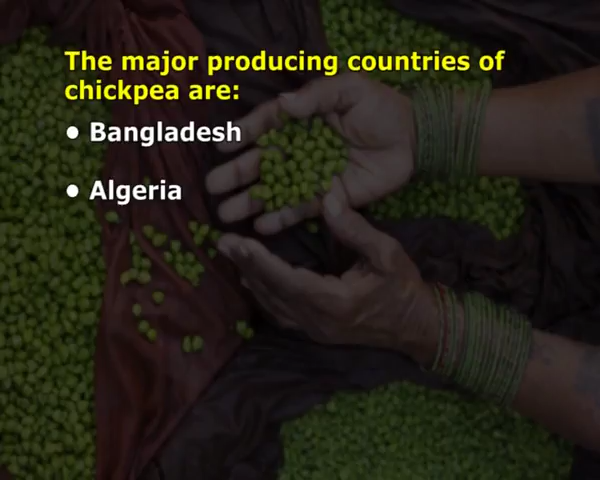 The major producing countries of
chickpea are:
• Bangladesh
• Algeria